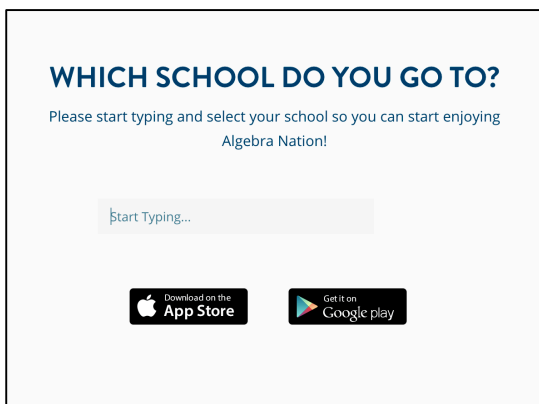 WHICH SCHOOL DO YOU GO TO?
Please start typing and select your school so you can start enjoying
Algebra Nation!
Start Typing...
Download on the
App Store
Get it on
Google play